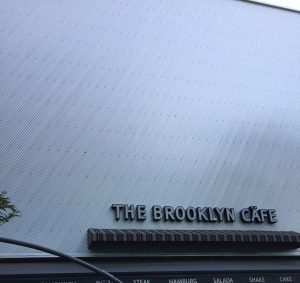 THE BROOKLYN CAFE
STEAK HAMBURG SALADA SHAKE CAKE